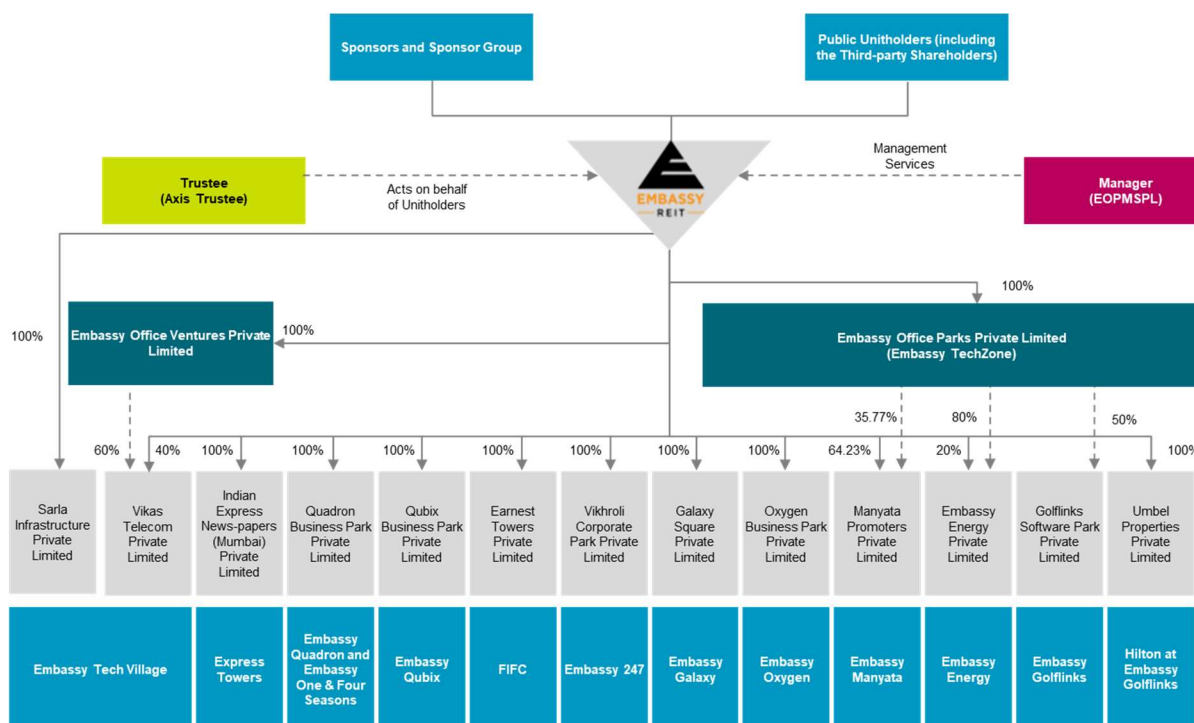 Sponsors and Sponsor Group
Public Unitholders (including
the Third-party Shareholders)
Management
Services
Trustee
(Axis Trustee)
Acts on behalf
of Unitholders
EMBASSY
REIT
Manager
(EOPMSPL)
100%
100%
100%
Embassy Office Ventures Private
Limited
Embassy Office Parks Private Limited
(Embassy TechZone)
35.77%
80%
50%
60%
40%
100%
100%
100%
100%
100%
100%
100%
64.23%
20%
100%
Sarla
Infrastructure
Private
Limited
Vikas
Telecom
Private
Limited
Indian
Express
News-papers
(Mumbai)
Private
Limited
Quadron
Business Park
Private
Limited
Qubix
Business Park
Private
Limited
Earnest
Towers Private
Limited
Vikhroli
Corporate
Park Private
Limited
Galaxy
Square
Private
Limited
Oxygen
Business Park
Private
Limited
Manyata
Promoters
Private
Limited
Embassy
Energy
Private
Limited
Golflinks
Software Park
Private
Limited
Umbel
Properties
Private
Limited
Embassy Tech Village
Express
Towers
Embassy
Quadron and
Embassy
One & Four
Seasons
Embassy
Qubix
FIFC
Embassy 247
Embassy
Galaxy
Embassy
Oxygen
Embassy
Manyata
Embassy
Energy
Embassy
Golflinks
Hilton at
Embassy
Golflinks